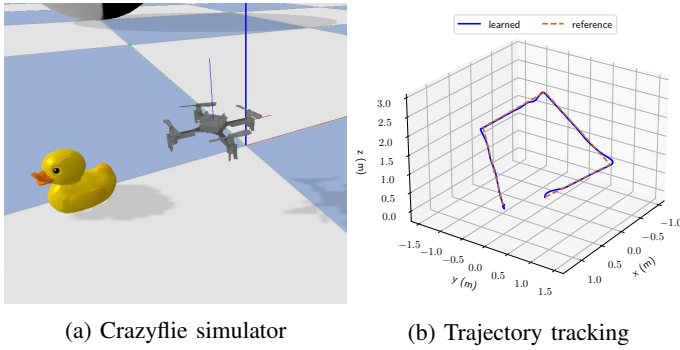 learned
reference
3.0
2.5
2.0
1.5
1.0
0.5
0.0
z (m)
−1.5
−1.0
−0.5
0.0
0.5
1.0
1.5
y (m)
1.0
0.5
0.0
−0.5
−1.0
x (m)
(a) Crazyflie simulator
(b) Trajectory tracking